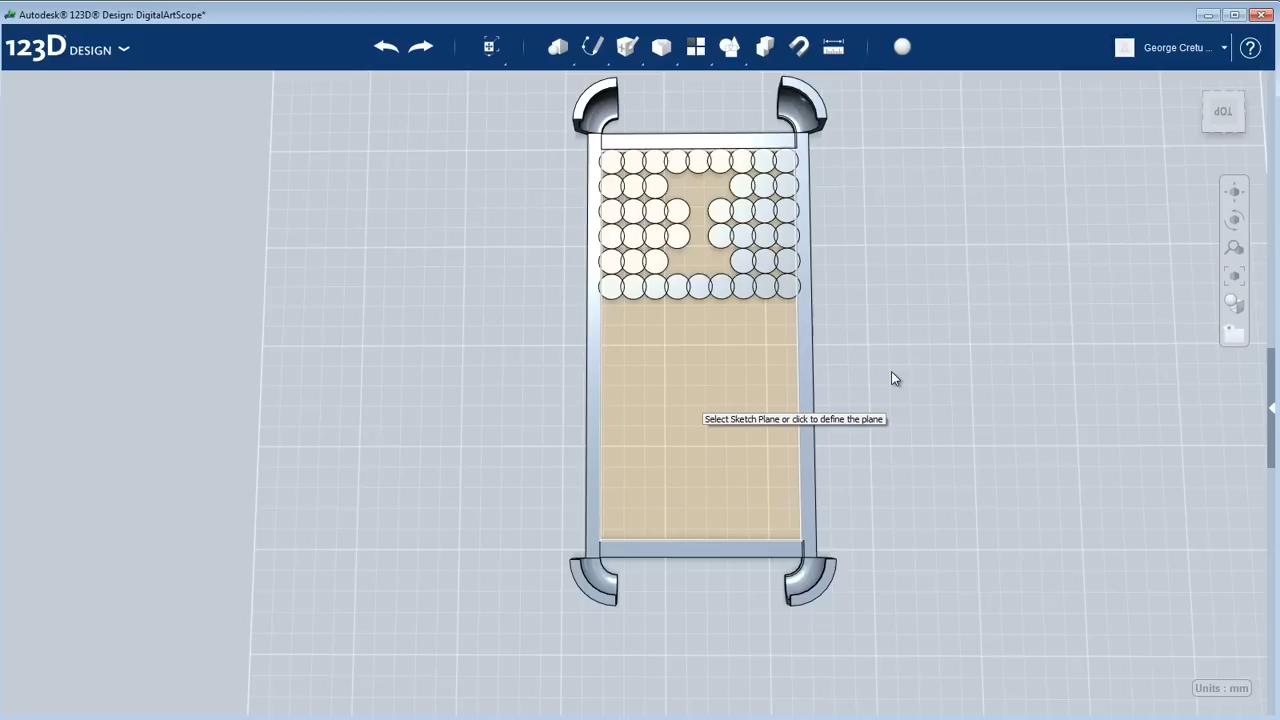 Autodesk® 123D® Design: DigitalArtScope*
123D DESIGN
George Cretu ...
?
TOP
Select Sketch Plane or click to define the plane
Units : mm